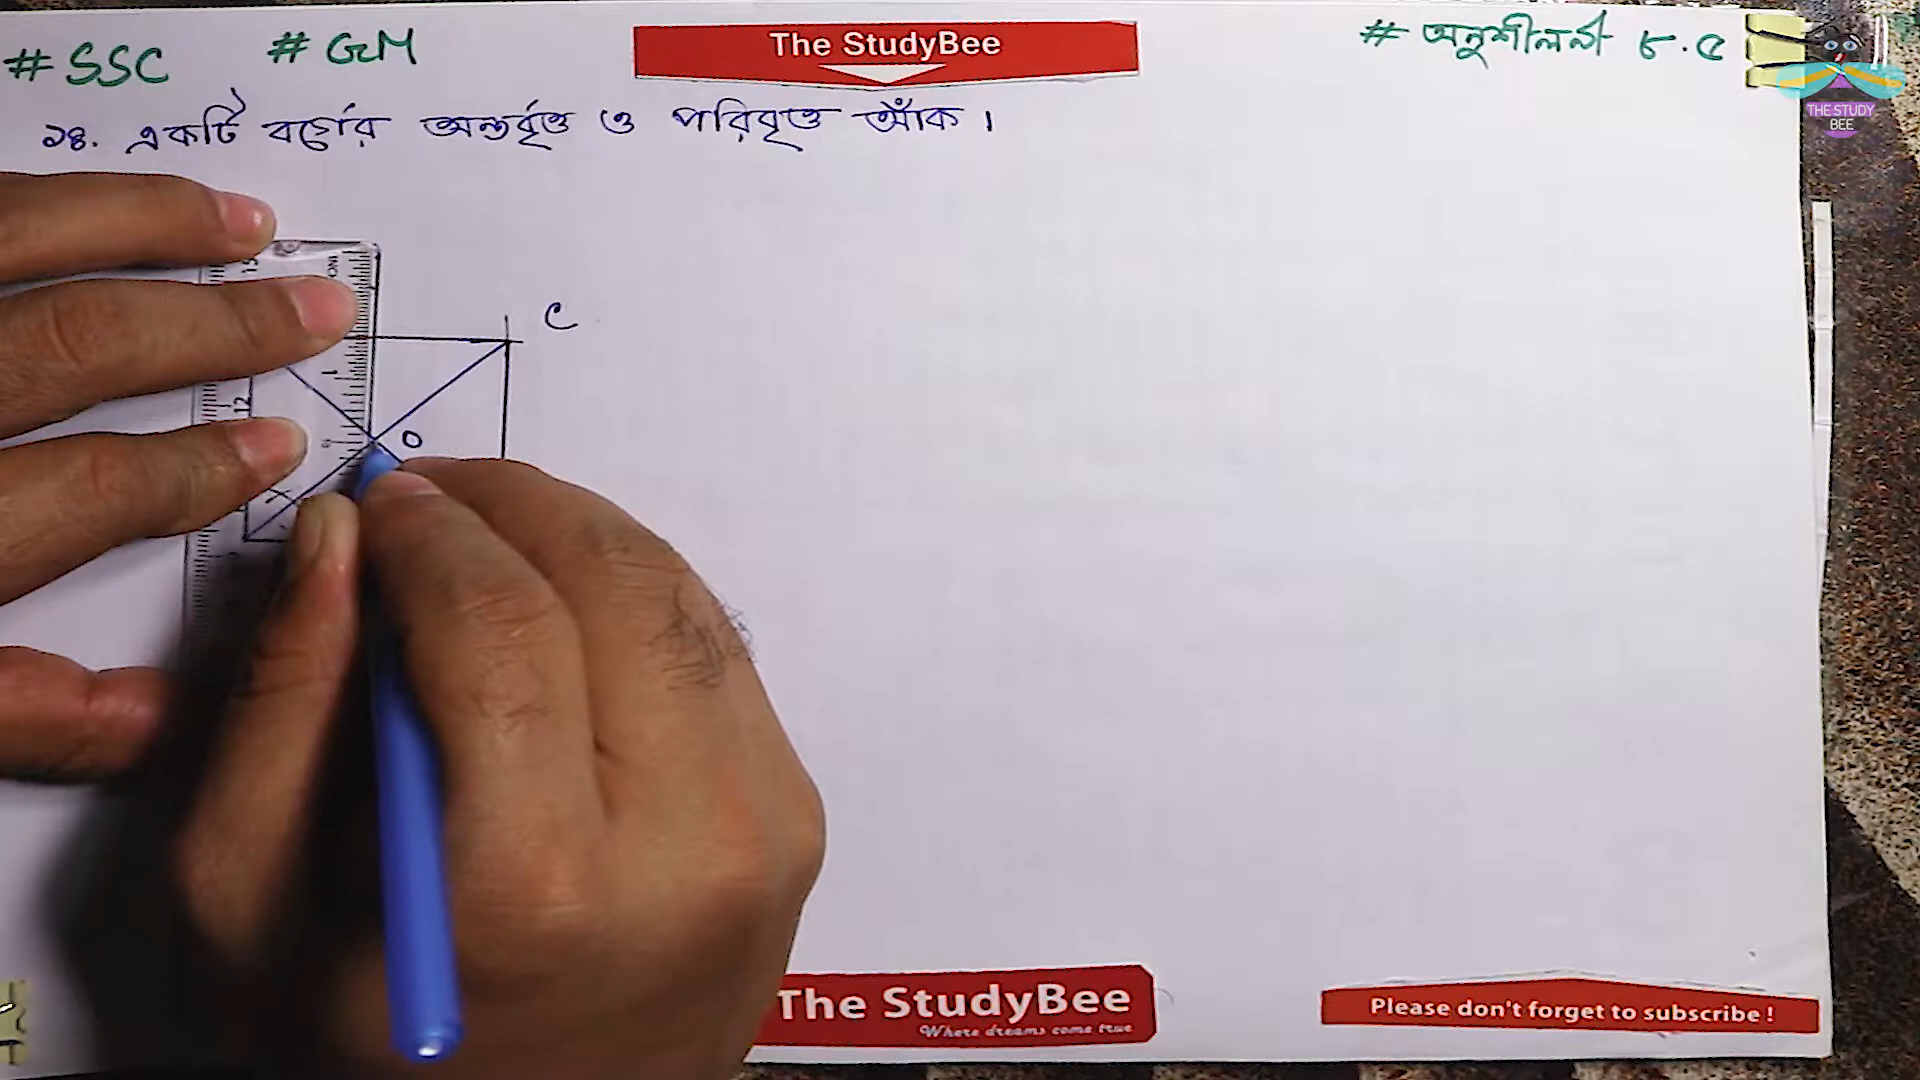 # SSC # GM The StudyBee # অনুশীলনী ৮.৫
THE STUDY
BEE
১৪. একটি বর্গের অন্তর্বৃত্ত ও পরিবৃত্ত আঁক।
C
O
The StudyBee
Where dreams come true
Please don't forget to subscribe !